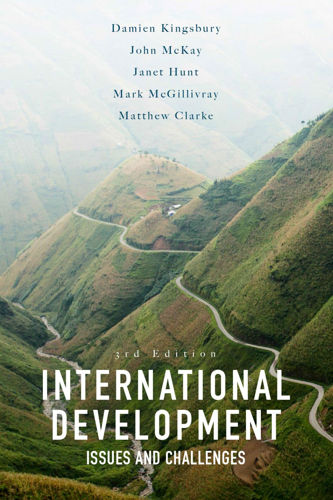 Damien Kingsbury
John McKay
Janet Hunt
Mark McGillivray
Matthew Clarke
3rd Edition
INTERNATIONAL
DEVELOPMENT
ISSUES AND CHALLENGES